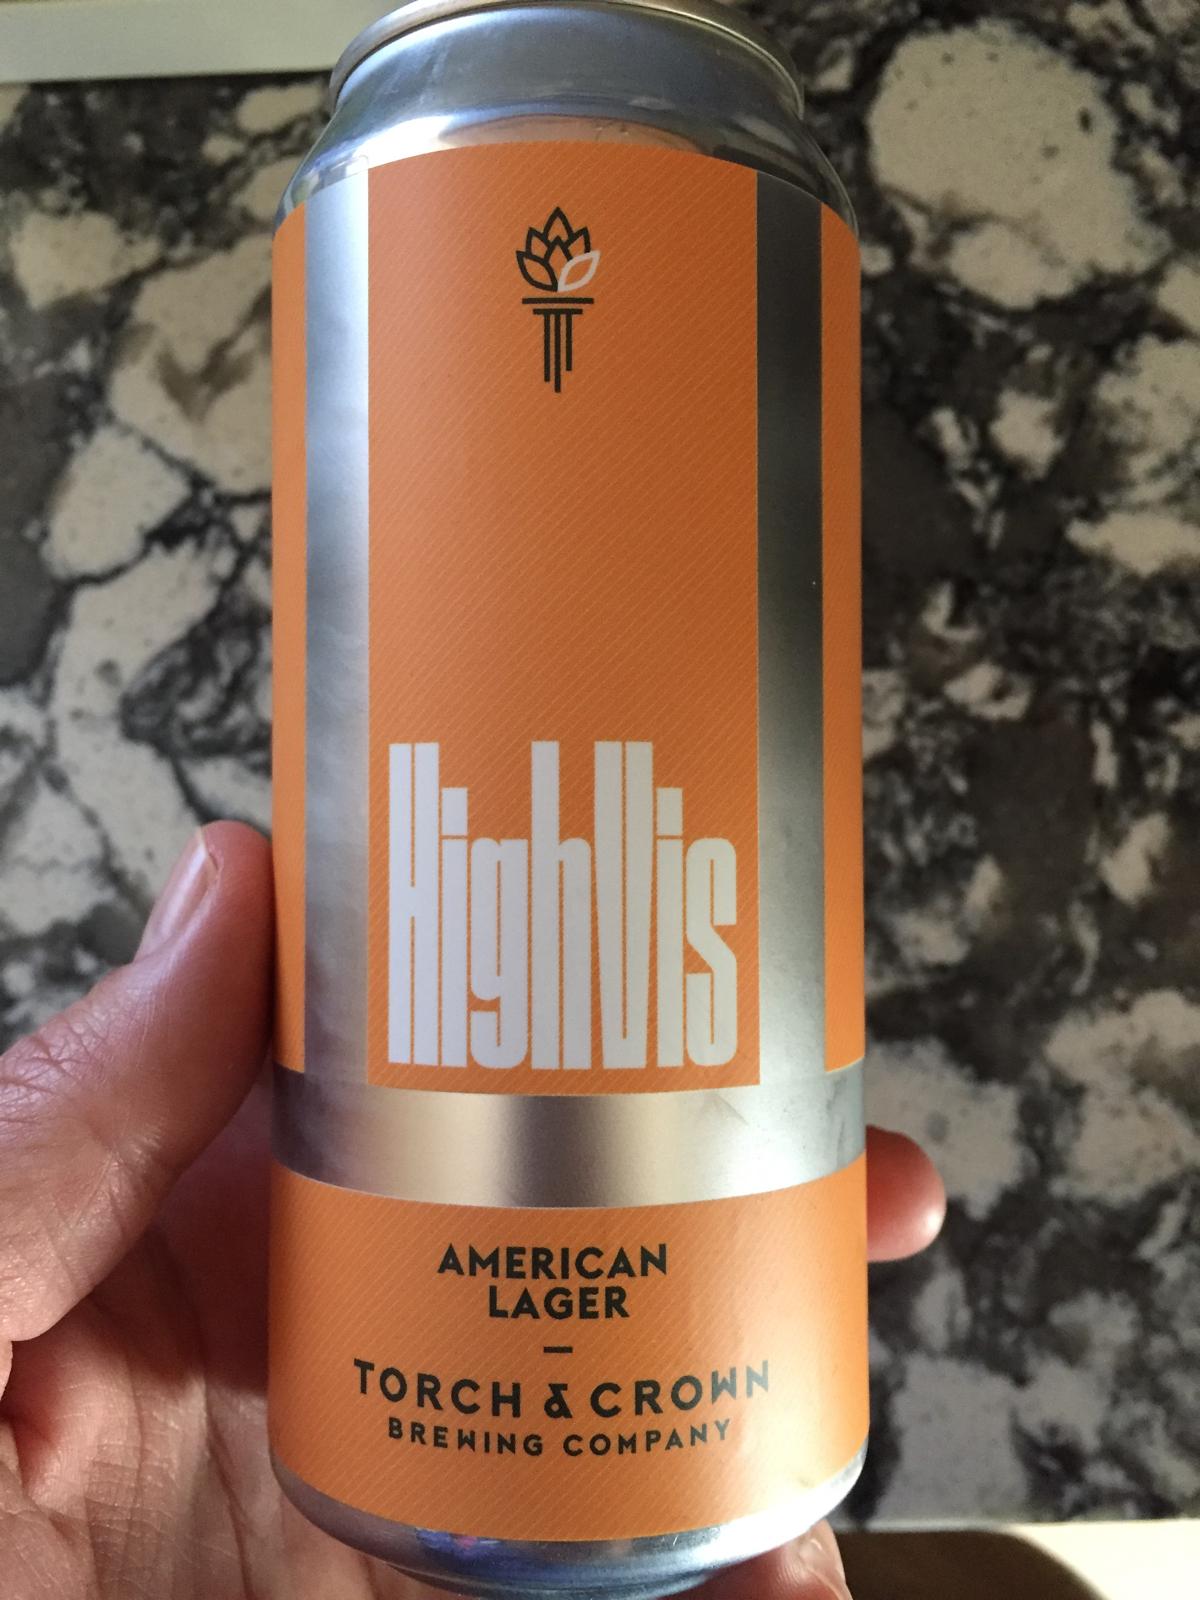 HighVis
AMERICAN
LAGER
–
TORCH & CROWN
BREWING COMPANY